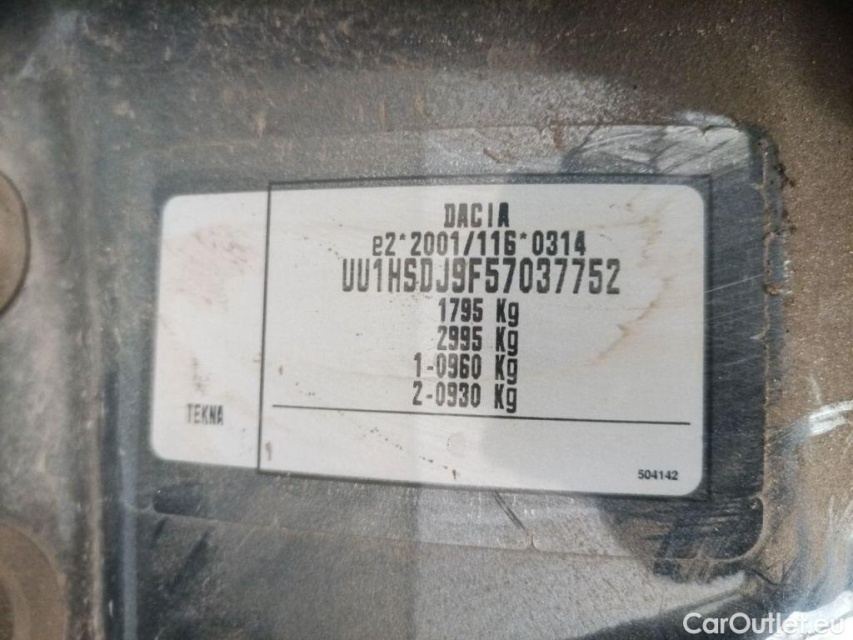 DACIA
e2*2001/116*0314
UU1HSDJ9F57037752
1795 Kg
2995 Kg
1-0960 Kg
2-0930 Kg
TEKNA
504142
CarOutlet.eu